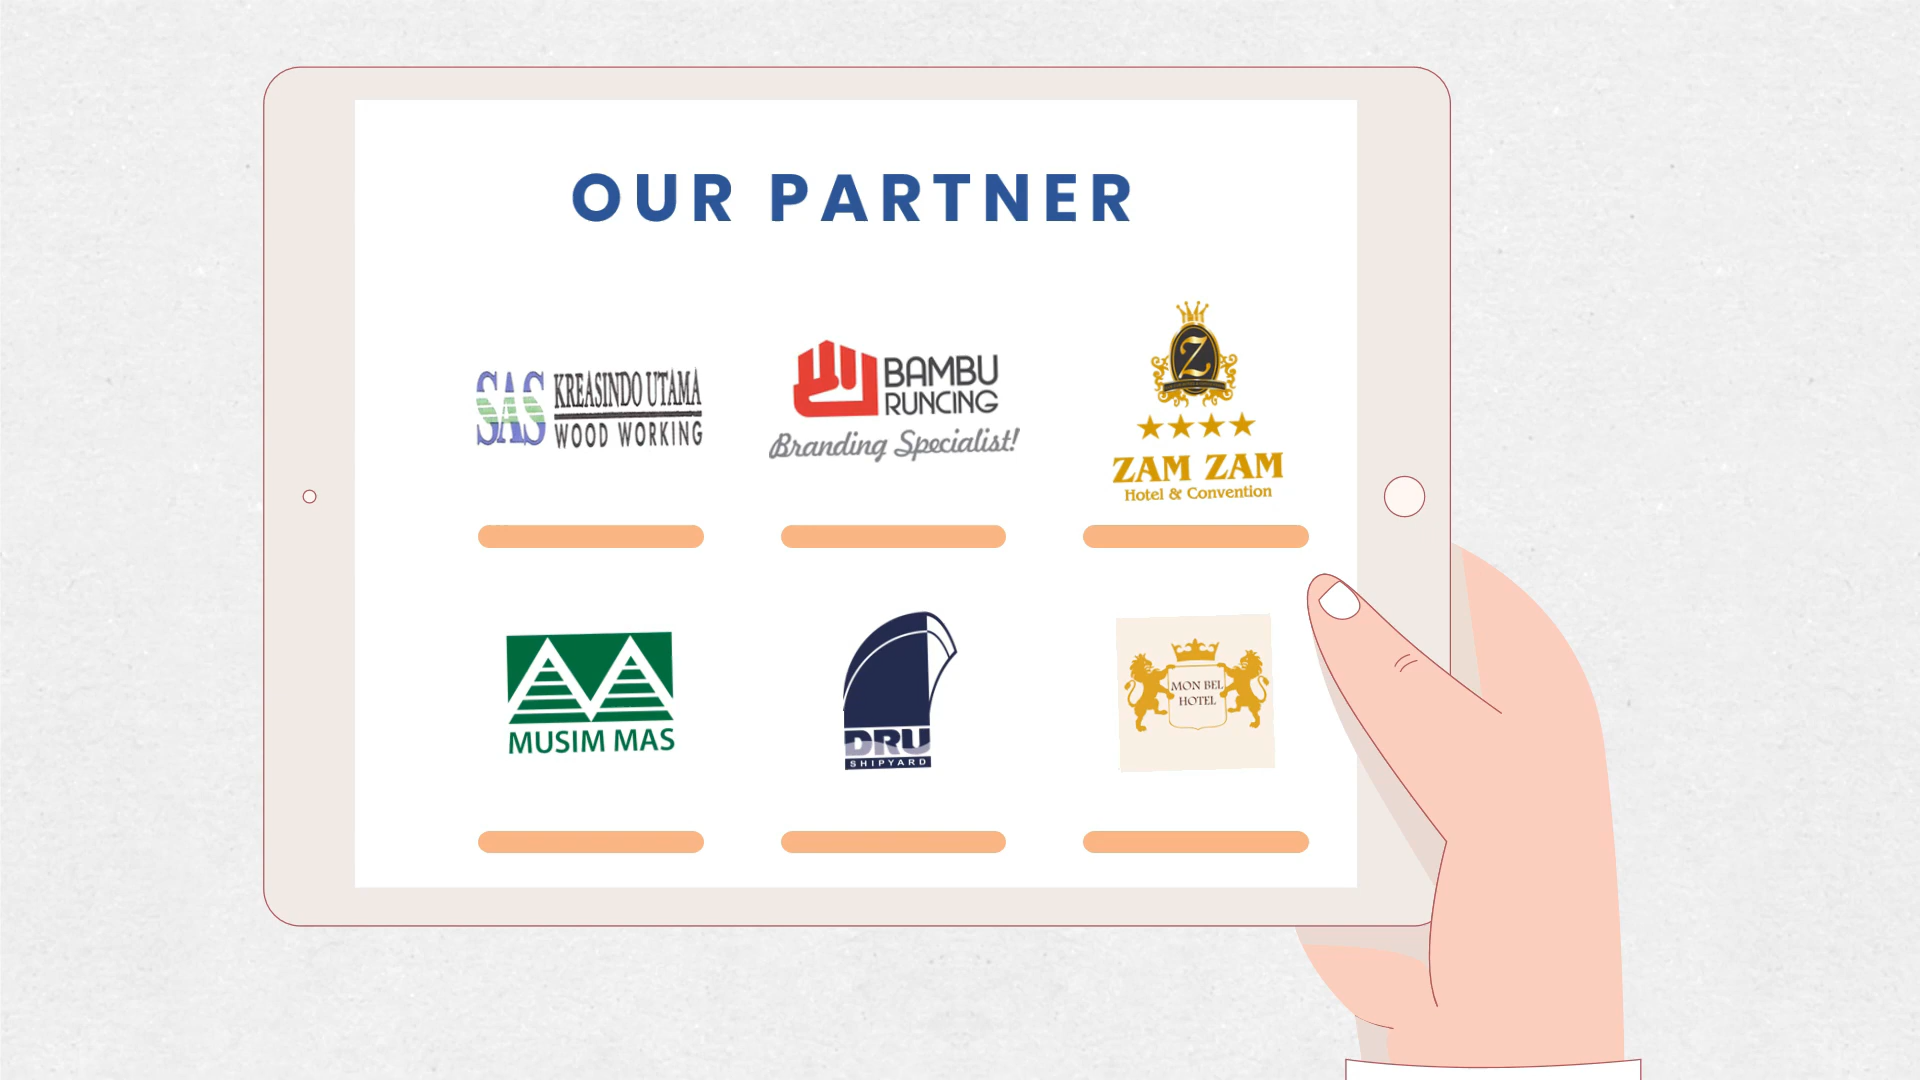 OUR PARTNER
SAS KREASINDO UTAMA
WOOD WORKING
BAMBU
RUNCING
Branding Specialist!
Z
ZAM ZAM
Hotel & Convention
MUSIM MAS
DRU
SHIPYARD
MON BEL
HOTEL